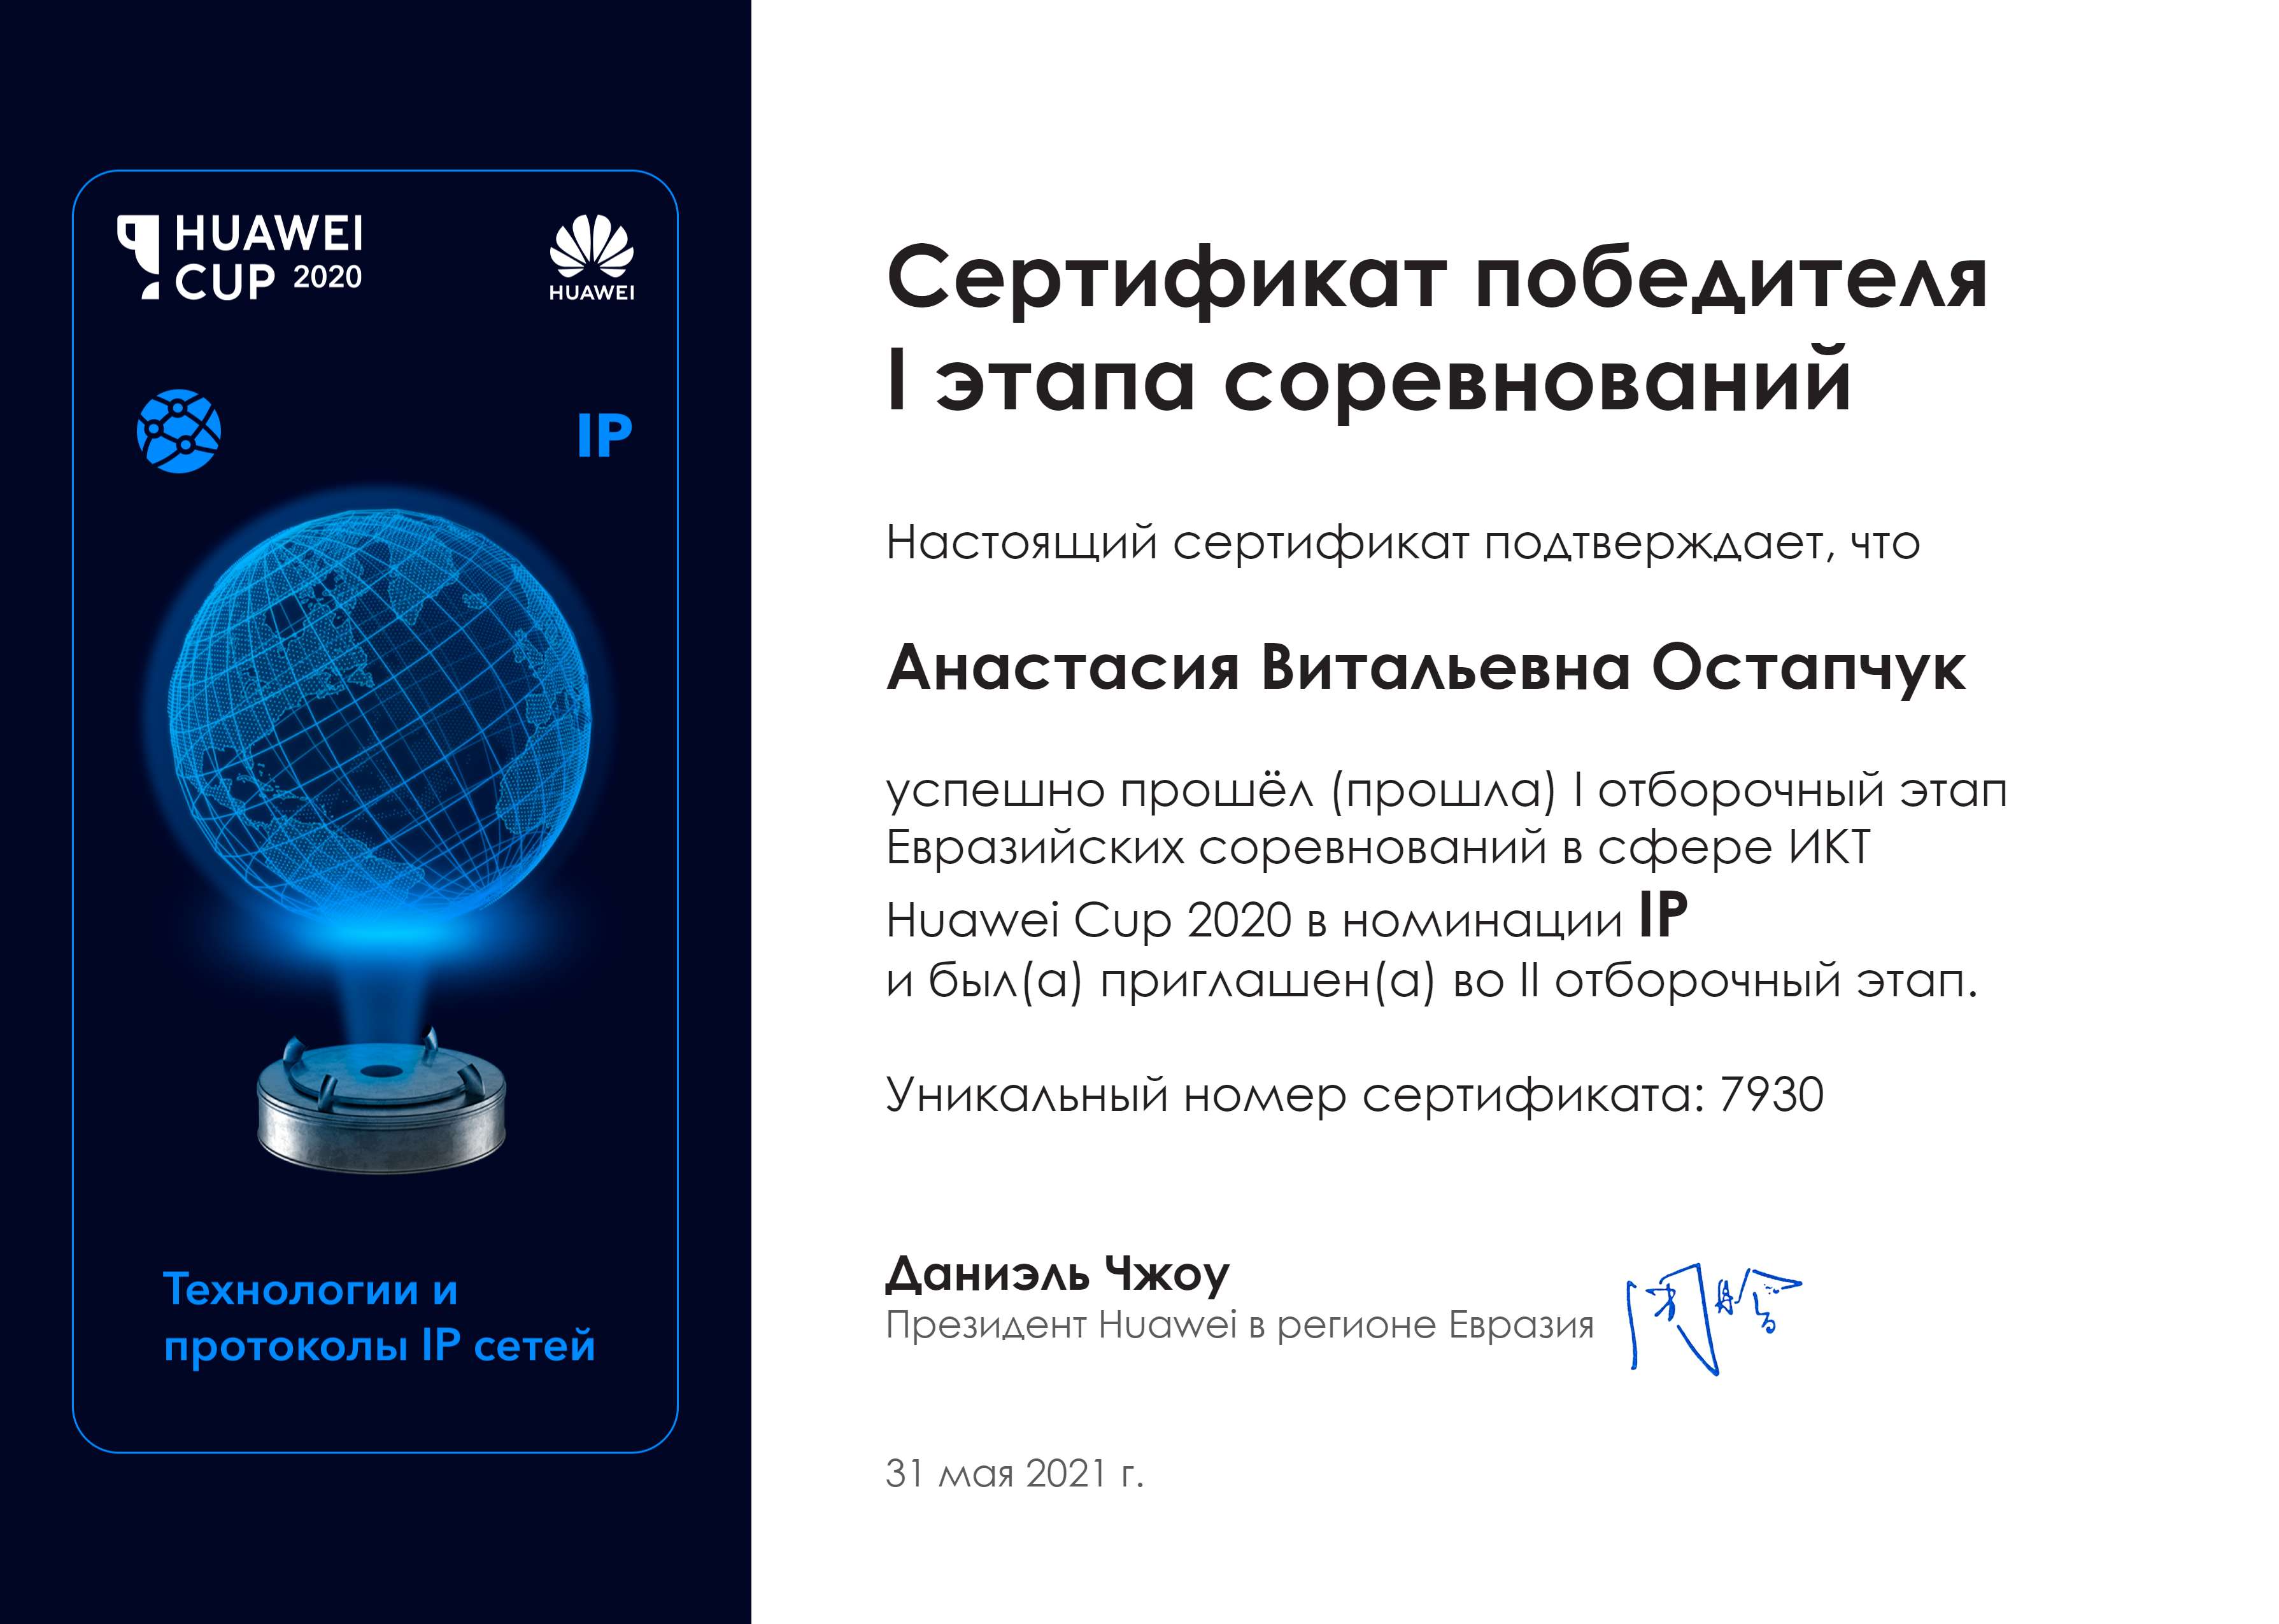 HUAWEI
CUP 2020
HUAWEI
IP
Технологии и
протоколы IP сетей
Сертификат победителя
I этапа соревнований
Настоящий сертификат подтверждает, что
Анастасия Витальевна Остапчук
успешно прошёл (прошла) I отборочный этап
Евразийских соревнований в сфере ИКТ
Huawei Cup 2020 в номинации IP
и был(а) приглашен(а) во II отборочный этап.
Уникальный номер сертификата: 7930
Даниэль Чжоу
Президент Huawei в регионе Евразия
31 мая 2021 г.